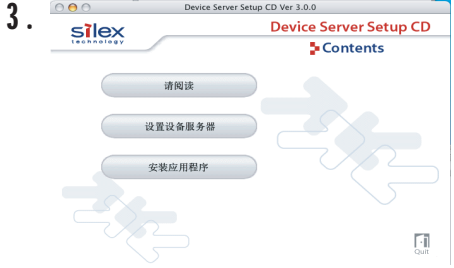 3.
Device Server Setup CD Ver 3.0.0
silex
technology
Device Server Setup CD
Contents
请阅读
设置设备服务器
安装应用程序
Quit